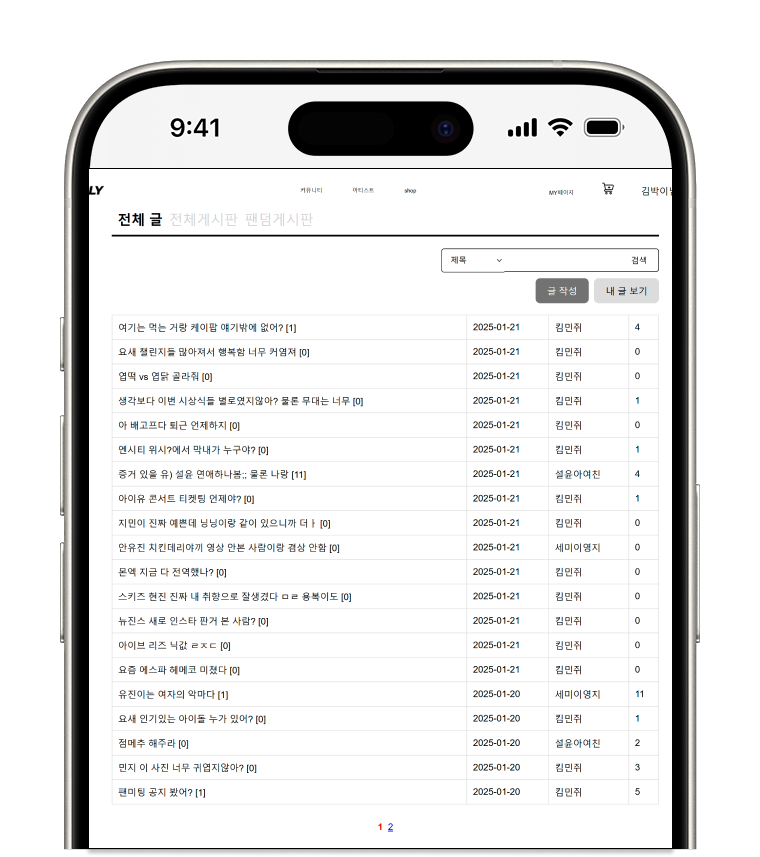 9:41
LY 커뮤니티 아티스트 shop MY페이지 김박이
전체 글 전체게시판 팬덤게시판
제목 검색
글 작성 내 글 보기
여기는 먹는 거랑 케이팝 얘기밖에 없어? [1] 2025-01-21 킴민쥐 4
요새 챌린지들 많아져서 행복함 너무 커엽져 [0] 2025-01-21 킴민쥐 0
엽떡 vs 엽닭 골라줘 [0] 2025-01-21 킴민쥐 0
생각보다 이번 시상식들 별로였지않아? 물론 무대는 너무 [0] 2025-01-21 킴민쥐 1
아 배고프다 퇴근 언제하지 [0] 2025-01-21 킴민쥐 0
엔시티 위시?에서 막내가 누구야? [0] 2025-01-21 킴민쥐 1
증거 있을 유) 설윤 연애하나봄;; 물론 나랑 [11] 2025-01-21 설윤아여친 4
아이유 콘서트 티켓팅 언제야? [0] 2025-01-21 킴민쥐 1
지민이 진짜 예쁜데 닝닝이랑 같이 있으니까 더ㅏ [0] 2025-01-21 킴민쥐 0
안유진 치킨데리야끼 영상 안본 사람이랑 겸상 안함 [0] 2025-01-21 세미이영지 0
몬엑 지금 다 전역했나? [0] 2025-01-21 킴민쥐 0
스키즈 현진 진짜 내 취향으로 잘생겼다 ㅁㄹ 용복이도 [0] 2025-01-21 킴민쥐 0
뉴진스 새로 인스타 판거 본 사람? [0] 2025-01-21 킴민쥐 0
아이브 리즈 닉값 ㄹㅈㄷ [0] 2025-01-21 킴민쥐 0
요즘 에스파 헤메코 미쳤다 [0] 2025-01-21 킴민쥐 0
유진이는 여자의 악마다 [1] 2025-01-20 세미이영지 11
요새 인기있는 아이돌 누가 있어? [0] 2025-01-20 킴민쥐 1
점메추 해주라 [0] 2025-01-20 설윤아여친 2
민지 이 사진 너무 귀엽지않아? [0] 2025-01-20 킴민쥐 3
팬미팅 공지 봤어? [1] 2025-01-20 킴민쥐 5
1 2